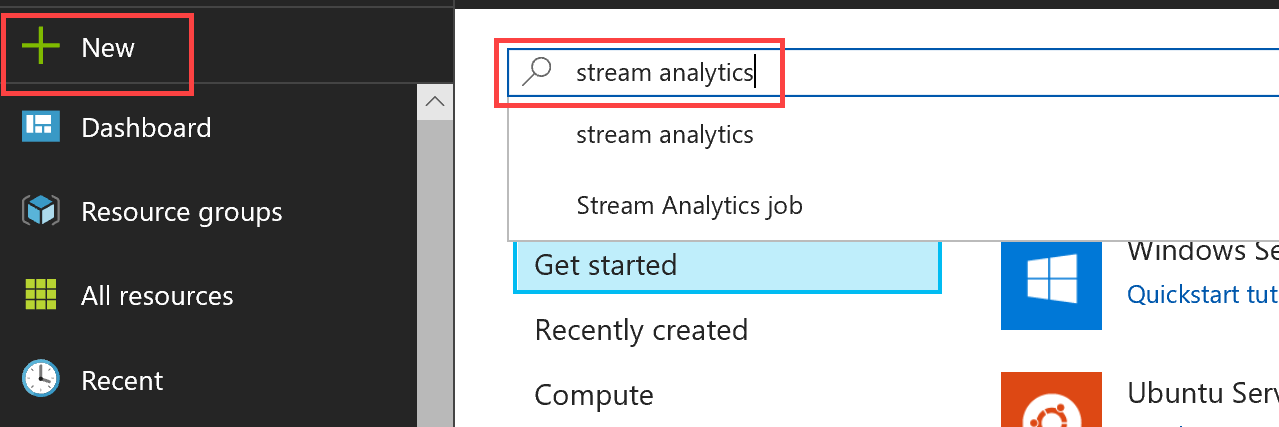 New
Dashboard
Resource groups
All resources
Recent
stream analytics
stream analytics
Stream Analytics job
Get started
Recently created
Compute
Windows Se
Quickstart tut
Ubuntu Serv